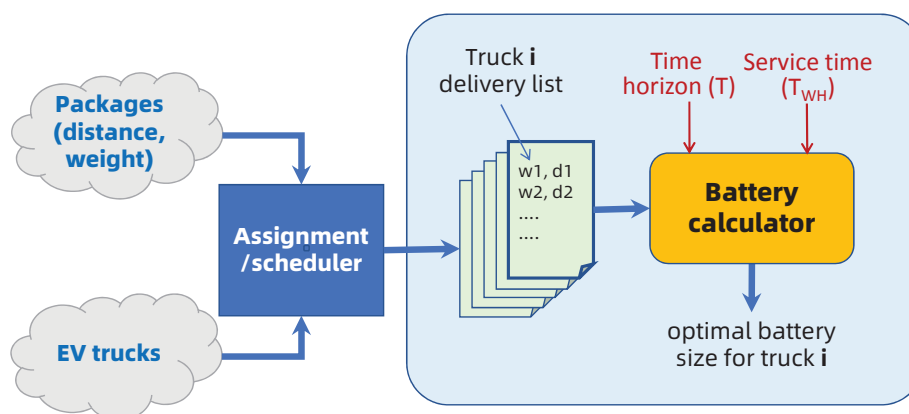 Packages
(distance,
weight)
EV trucks
Assignment
/scheduler
Truck i
delivery list
w1, d1
w2, d2
....
....
Time
horizon (T)
Service time
(TWH)
Battery
calculator
optimal battery
size for truck i